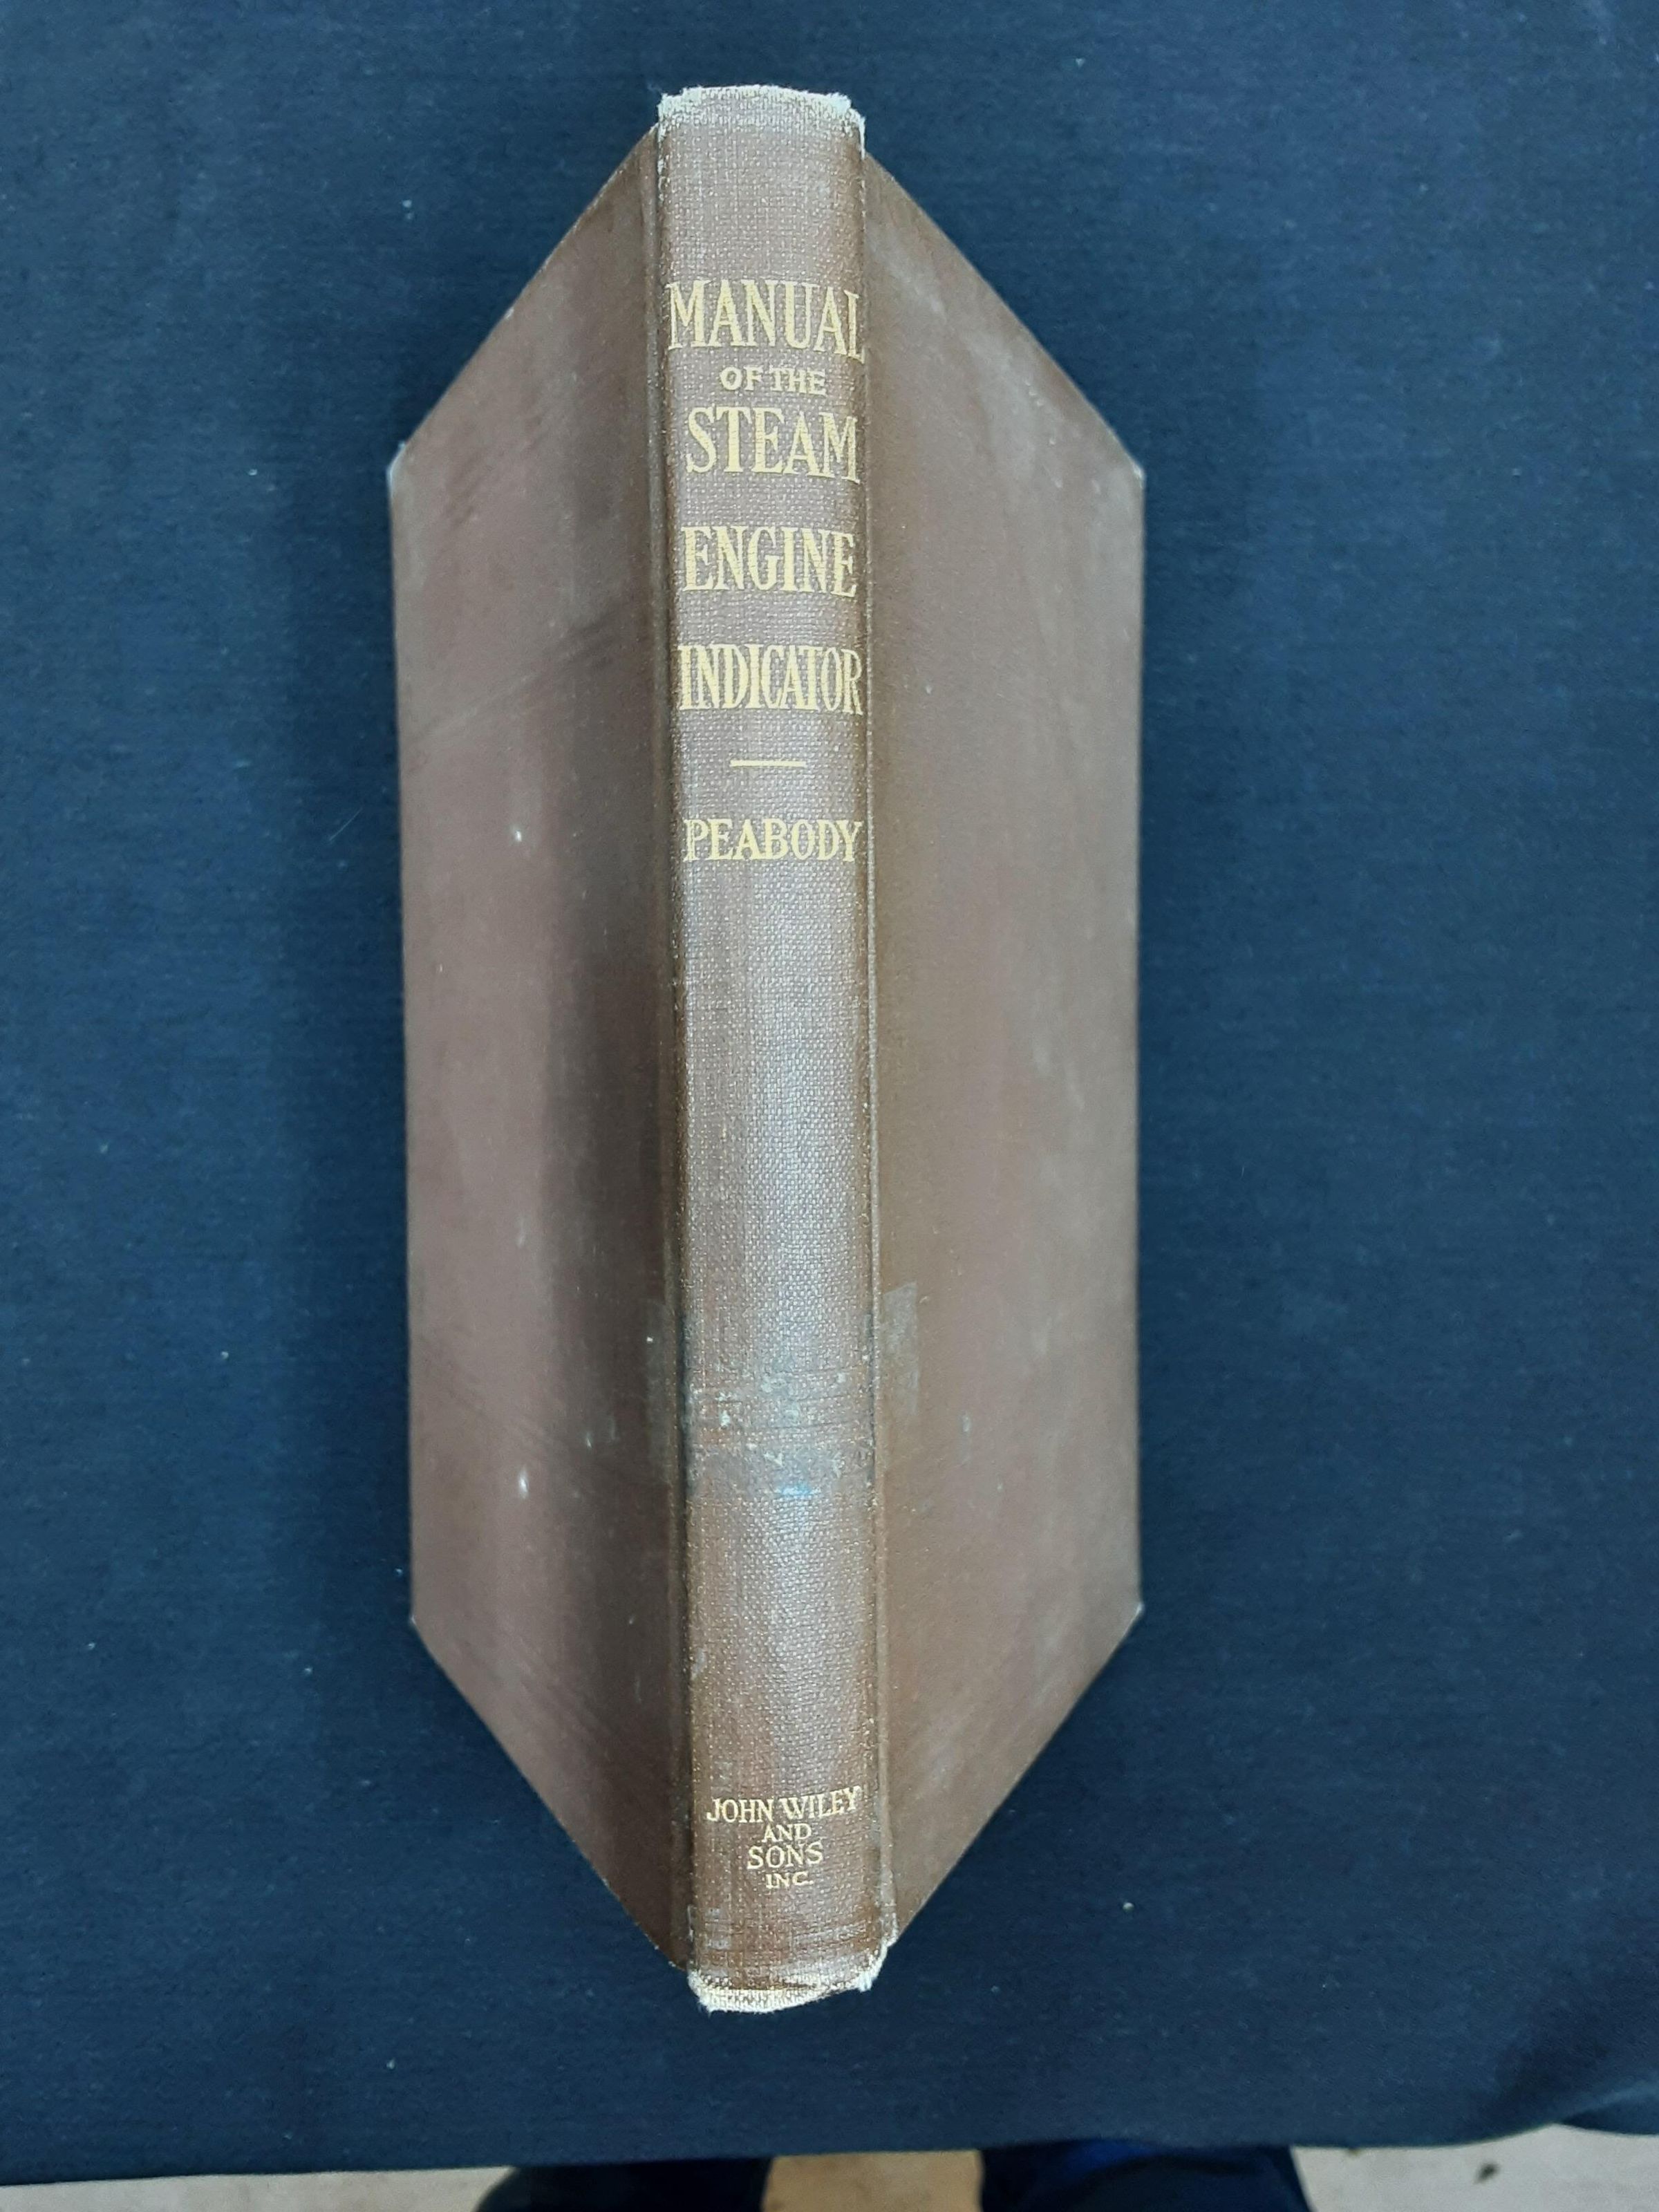 MANUAL
OF THE
STEAM
ENGINE
INDICATOR
PEABODY
JOHN WILEY
AND
SONS
INC.